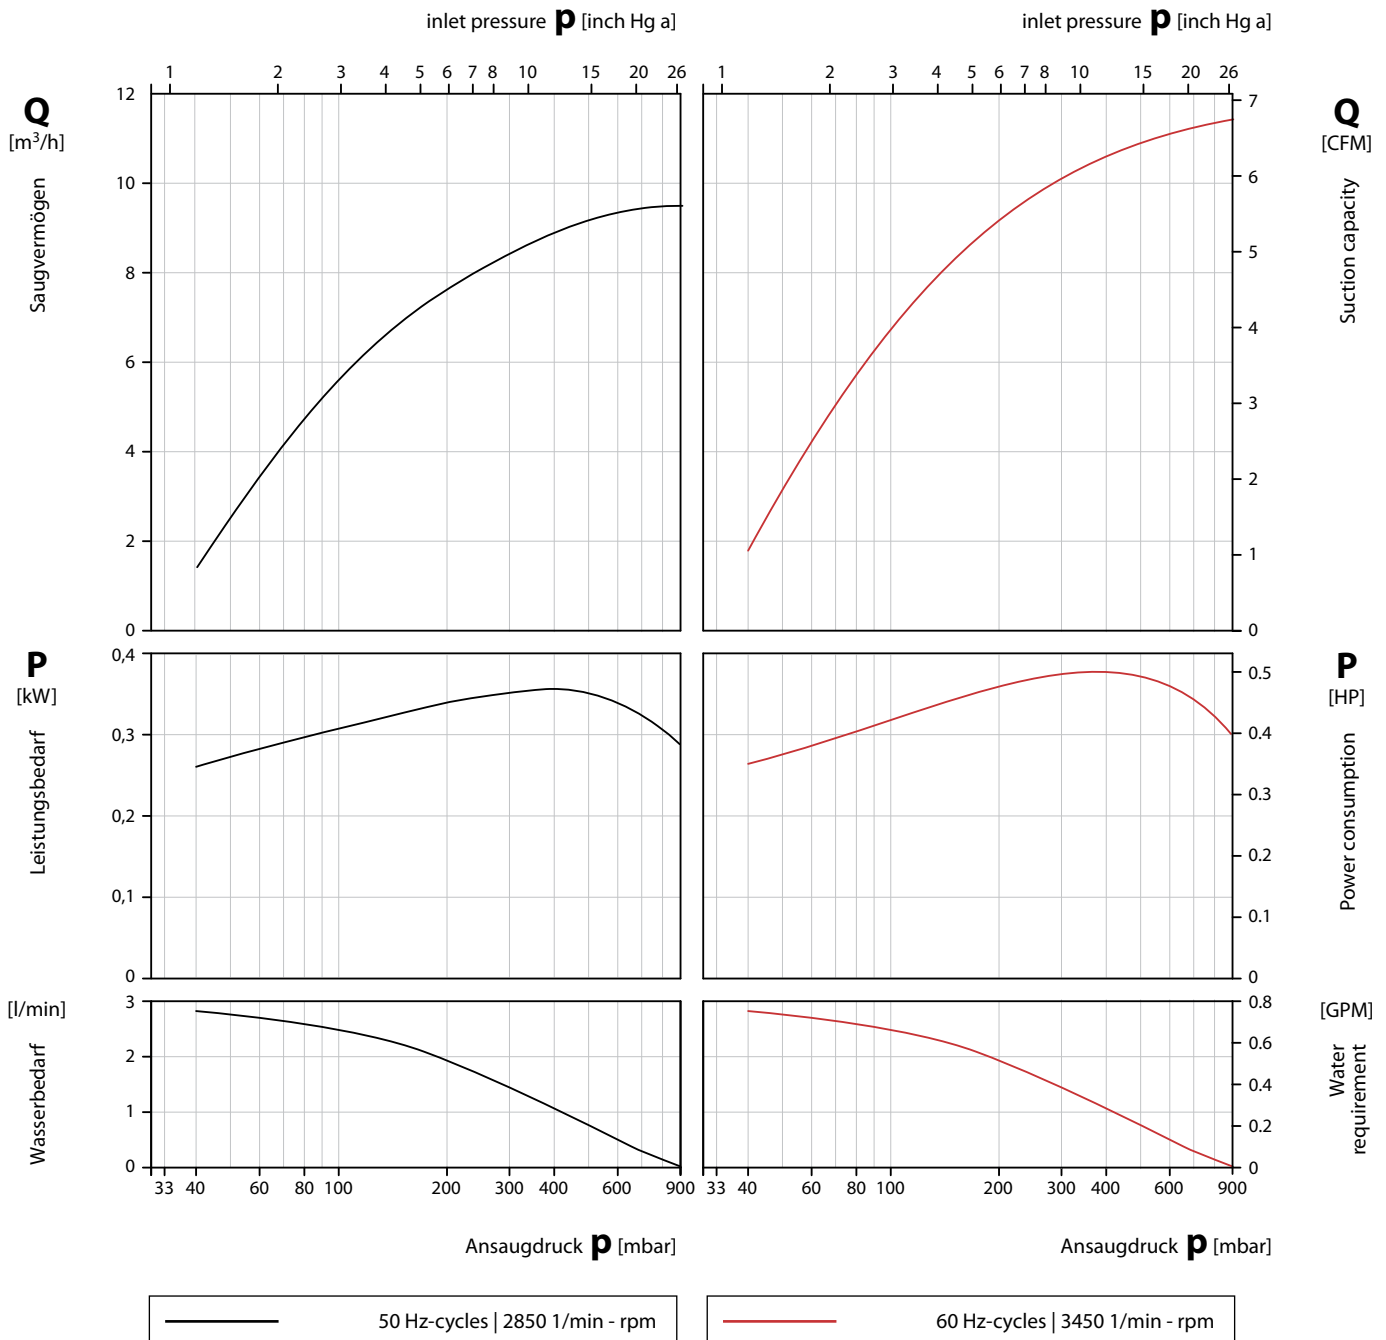 inlet pressure p [inch Hg a] inlet pressure p [inch Hg a]
1 2 3 4 5 6 7 8 10 15 20 26 1 2 3 4 5 6 7 8 10 15 20 26
Q
[m³/h]
Saugvermögen
12
10
8
6
4
2
0
7
6
5
4
3
2
1
0
Q
[CFM]
Suction capacity
P
[kW]
Leistungsbedarf
0,4
0,3
0,2
0,1
0
0.5
0.4
0.3
0.2
0.1
0
P
[HP]
Power consumption
[l/min]
Wasserbedarf
3
2
1
0
0.8
0.6
0.4
0.2
0
[GPM]
Water
requirement
33 40 60 80 100 200 300 400 600 900 33 40 60 80 100 200 300 400 600 900
Ansaugdruck p [mbar] Ansaugdruck p [mbar]
50 Hz-cycles | 2850 1/min - rpm 60 Hz-cycles | 3450 1/min - rpm